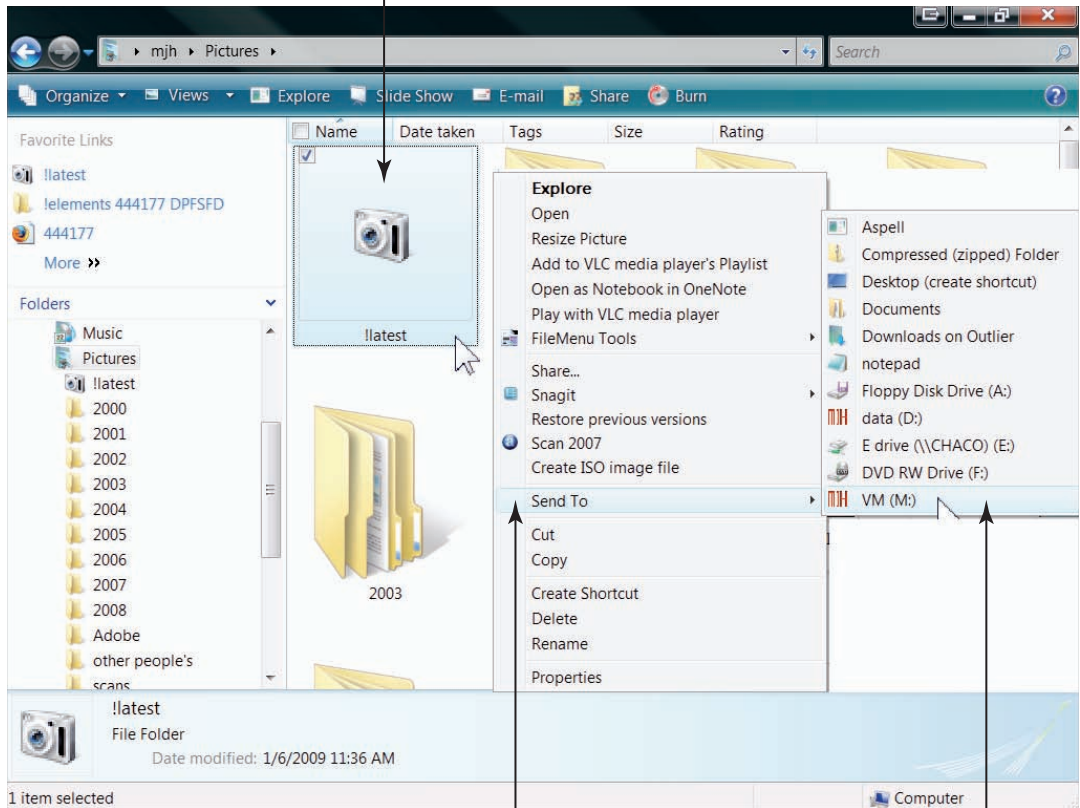 mjh ▸ Pictures ▸
Search
Organize Views Explore Slide Show E-mail Share Burn
Favorite Links
!latest
!elements 444177 DPFSFD
444177
More »
Folders
Music
Pictures
!latest
2000
2001
2002
2003
2004
2005
2006
2007
2008
Adobe
other people's
scans
Name Date taken Tags Size Rating
!latest
2003
Explore
Open
Resize Picture
Add to VLC media player's Playlist
Open as Notebook in OneNote
Play with VLC media player
FileMenu Tools
Share...
Snagit
Restore previous versions
Scan 2007
Create ISO image file
Send To
Cut
Copy
Create Shortcut
Delete
Rename
Properties
Aspell
Compressed (zipped) Folder
Desktop (create shortcut)
Documents
Downloads on Outlier
notepad
Floppy Disk Drive (A:)
data (D:)
E drive (\\CHACO) (E:)
DVD RW Drive (F:)
VM (M:)
!latest
File Folder
Date modified: 1/6/2009 11:36 AM
1 item selected
Computer